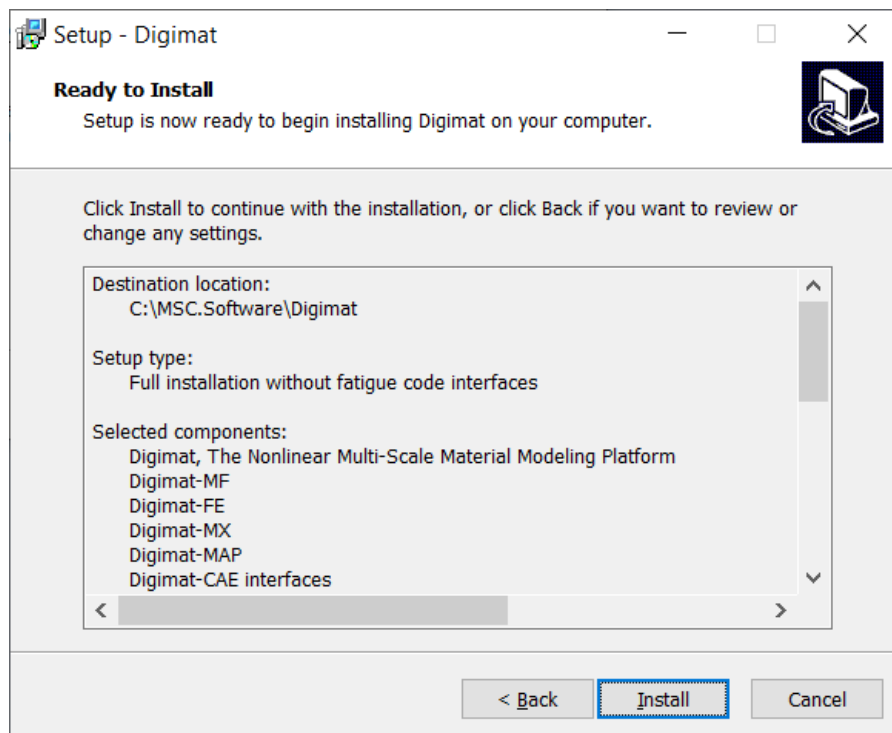 Setup - Digimat
Ready to Install
Setup is now ready to begin installing Digimat on your computer.
Click Install to continue with the installation, or click Back if you want to review or
change any settings.
Destination location:
C:\MSC.Software\Digimat
Setup type:
Full installation without fatigue code interfaces
Selected components:
Digimat, The Nonlinear Multi-Scale Material Modeling Platform
Digimat-MF
Digimat-FE
Digimat-MX
Digimat-MAP
Digimat-CAE interfaces
< Back Install Cancel